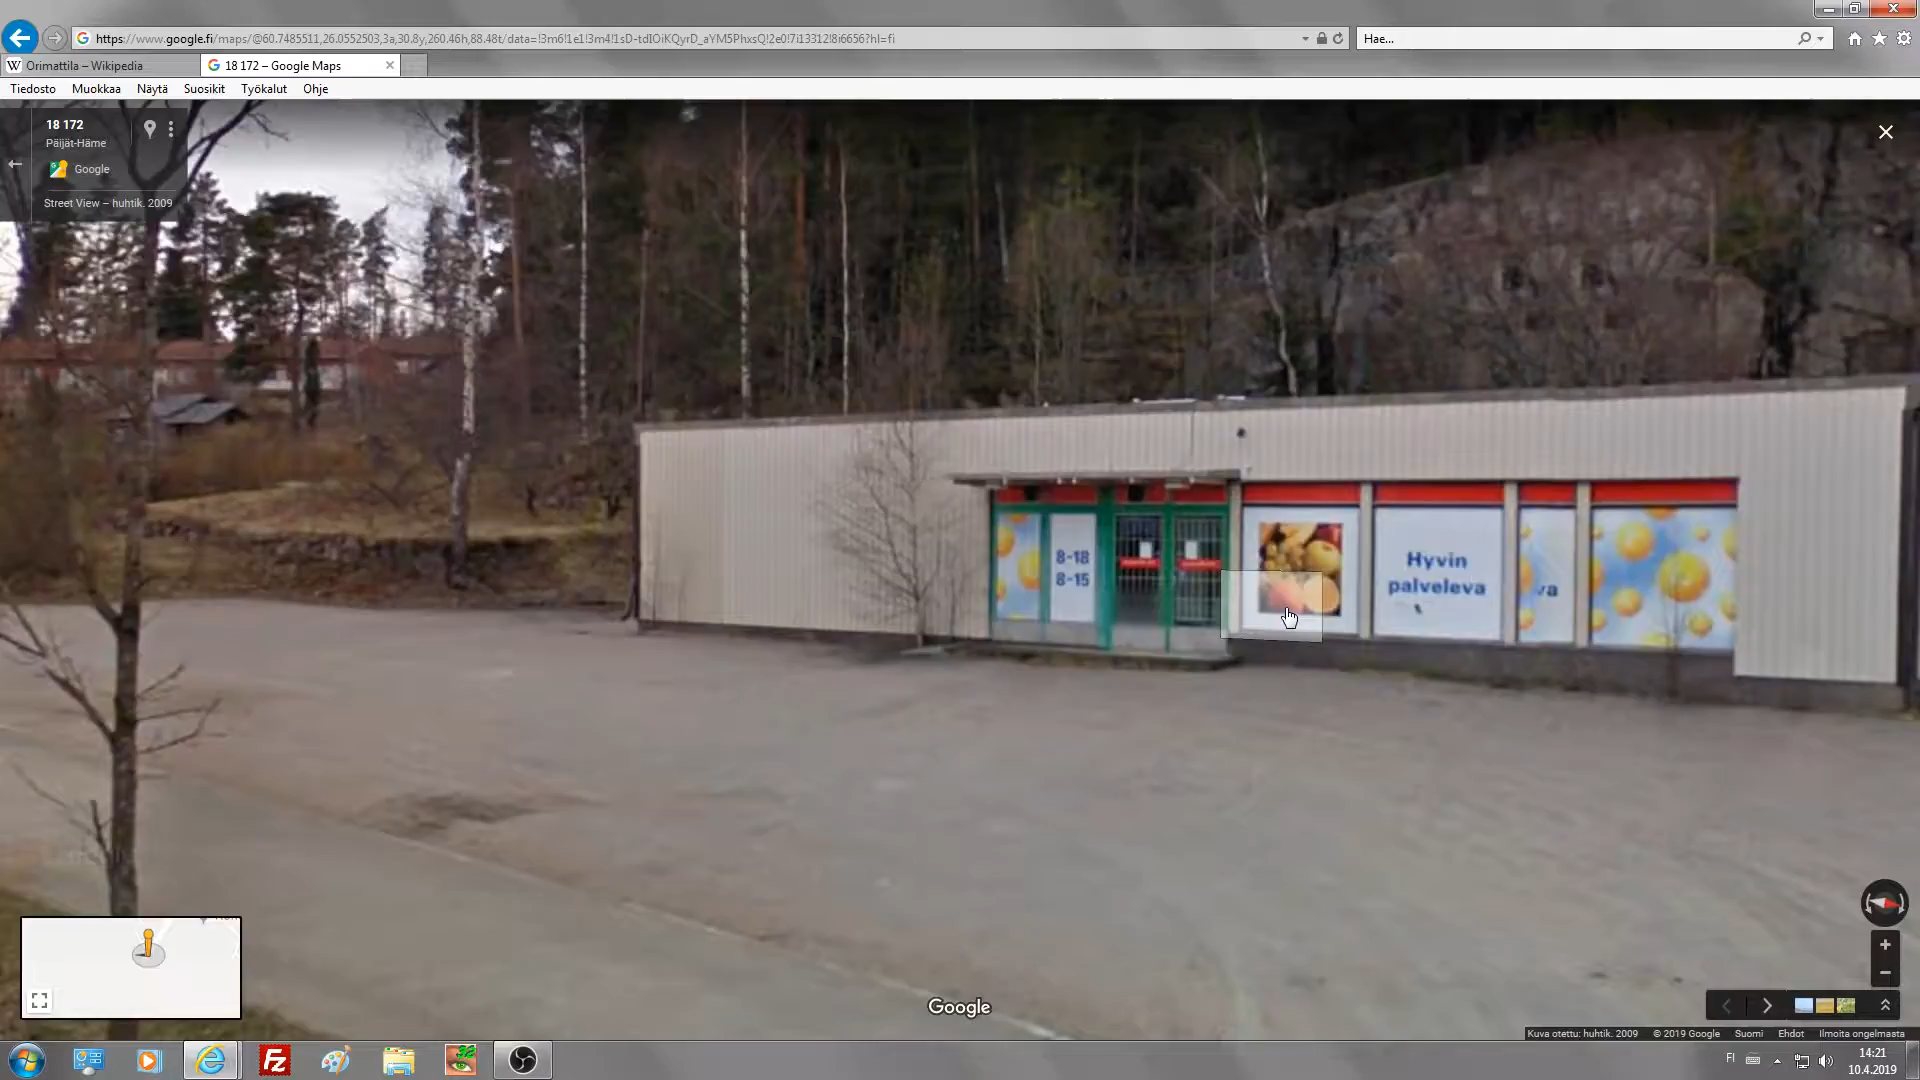 https://www.google.fi/maps/@60.7485511,26.0552503,3a,30.8y,260.46h,88.48t/data=!3m6!1e1!3m4!1sD-tdIOiKQyrD_aYM5PhxsQ!2e0!7i13312!8i6656?hl=fi
Hae...
Orimattila – Wikipedia
18 172 – Google Maps
Tiedosto Muokkaa Näytä Suosikit Työkalut Ohje
18 172
Päijät-Häme
Google
Street View – huhtik. 2009
8-18
8-15
Hyvin
palveleva
va
Google
Kuva otettu: huhtik. 2009 © 2019 Google Suomi Ehdot Ilmoita ongelmasta
FI
14:21
10.4.2019